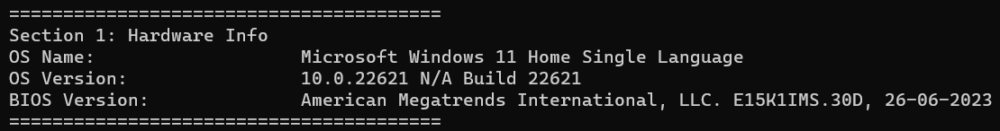 ========================================
Section 1: Hardware Info
OS Name:                   Microsoft Windows 11 Home Single Language
OS Version:                10.0.22621 N/A Build 22621
BIOS Version:              American Megatrends International, LLC. E15K1IMS.30D, 26-06-2023
========================================